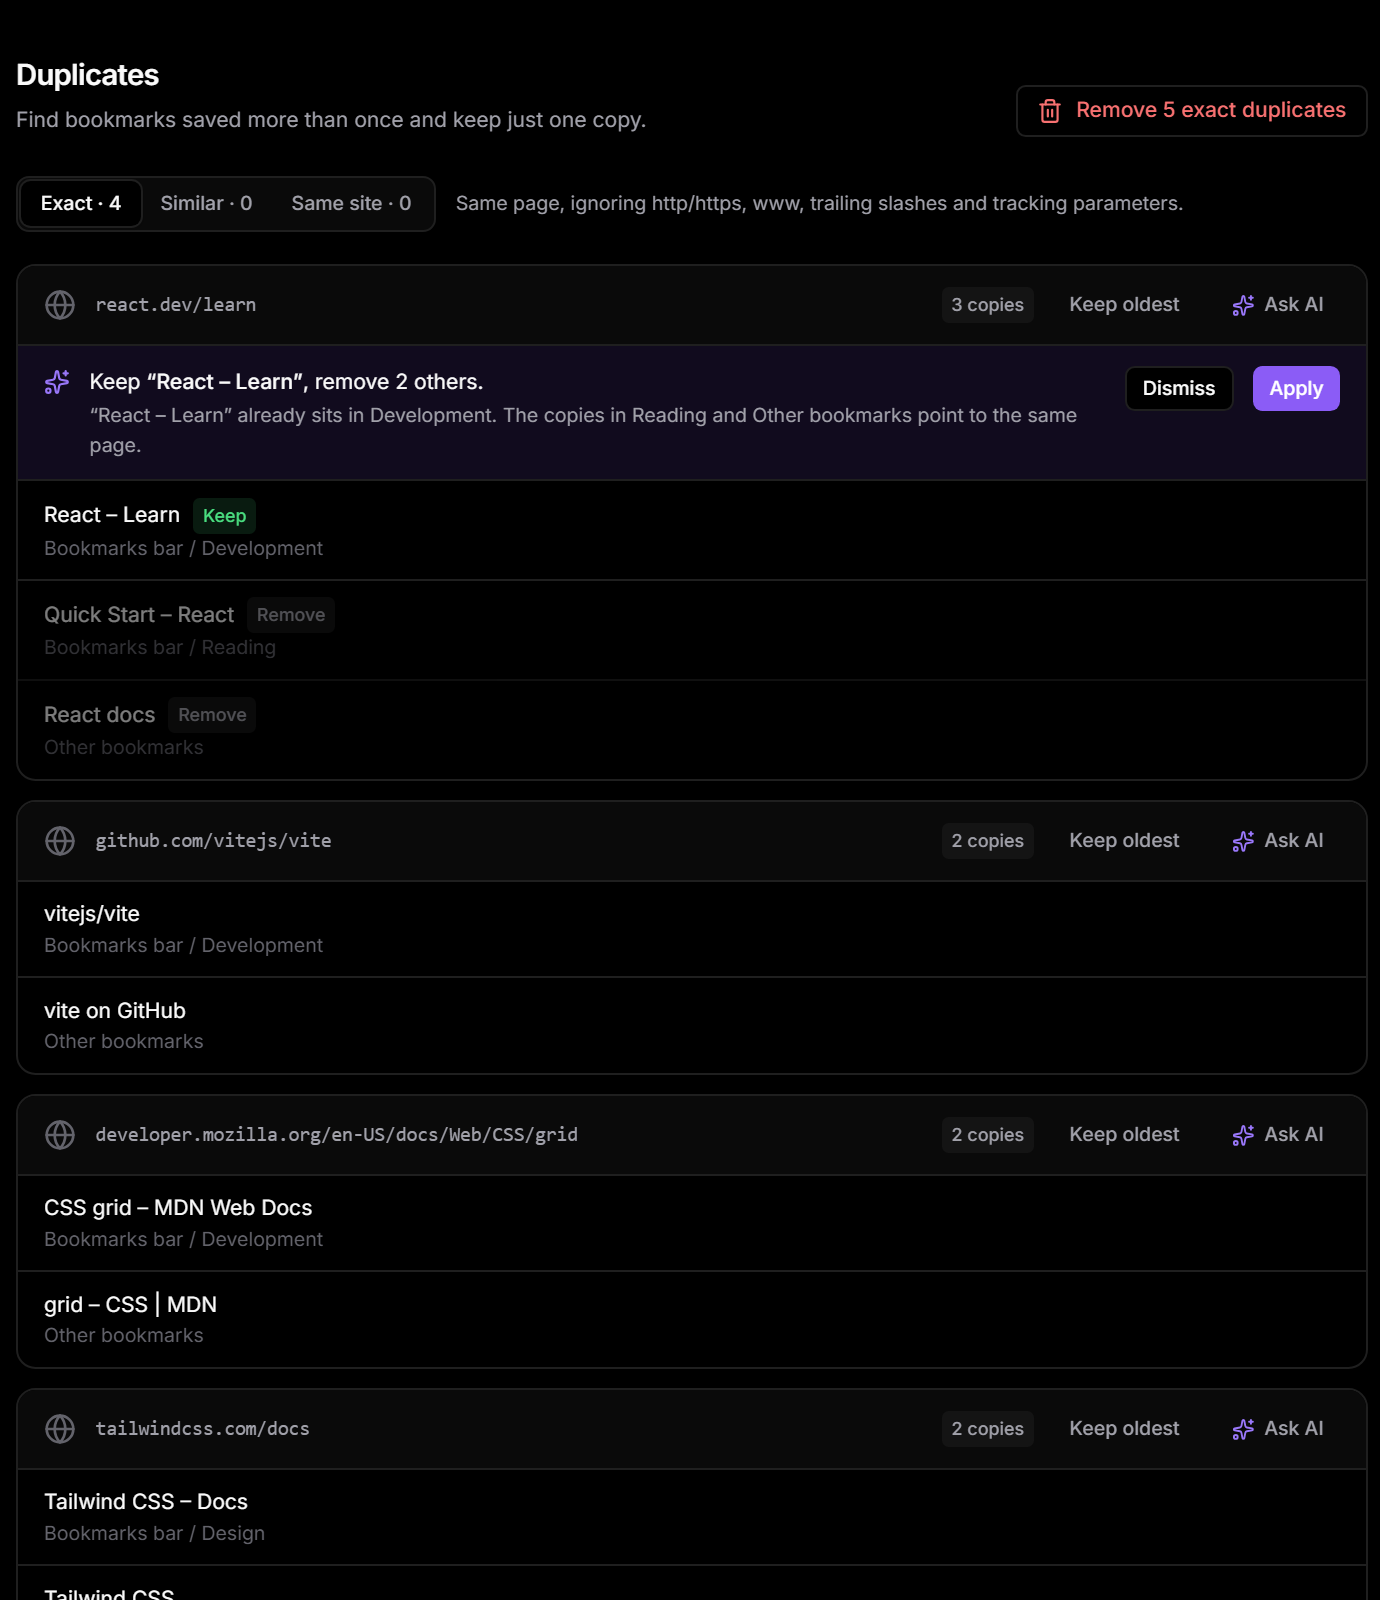 Duplicates
Find bookmarks saved more than once and keep just one copy.
Remove 5 exact duplicates
Exact · 4
Similar · 0
Same site · 0
Same page, ignoring http/https, www, trailing slashes and tracking parameters.
react.dev/learn
3 copies
Keep oldest
Ask AI
Keep “React – Learn”, remove 2 others.
“React – Learn” already sits in Development. The copies in Reading and Other bookmarks point to the same
page.
Dismiss
Apply
React – Learn
Keep
Bookmarks bar / Development
Quick Start – React
Remove
Bookmarks bar / Reading
React docs
Remove
Other bookmarks
github.com/vitejs/vite
2 copies
Keep oldest
Ask AI
vitejs/vite
Bookmarks bar / Development
vite on GitHub
Other bookmarks
developer.mozilla.org/en-US/docs/Web/CSS/grid
2 copies
Keep oldest
Ask AI
CSS grid – MDN Web Docs
Bookmarks bar / Development
grid – CSS | MDN
Other bookmarks
tailwindcss.com/docs
2 copies
Keep oldest
Ask AI
Tailwind CSS – Docs
Bookmarks bar / Design
Tailwind CSS